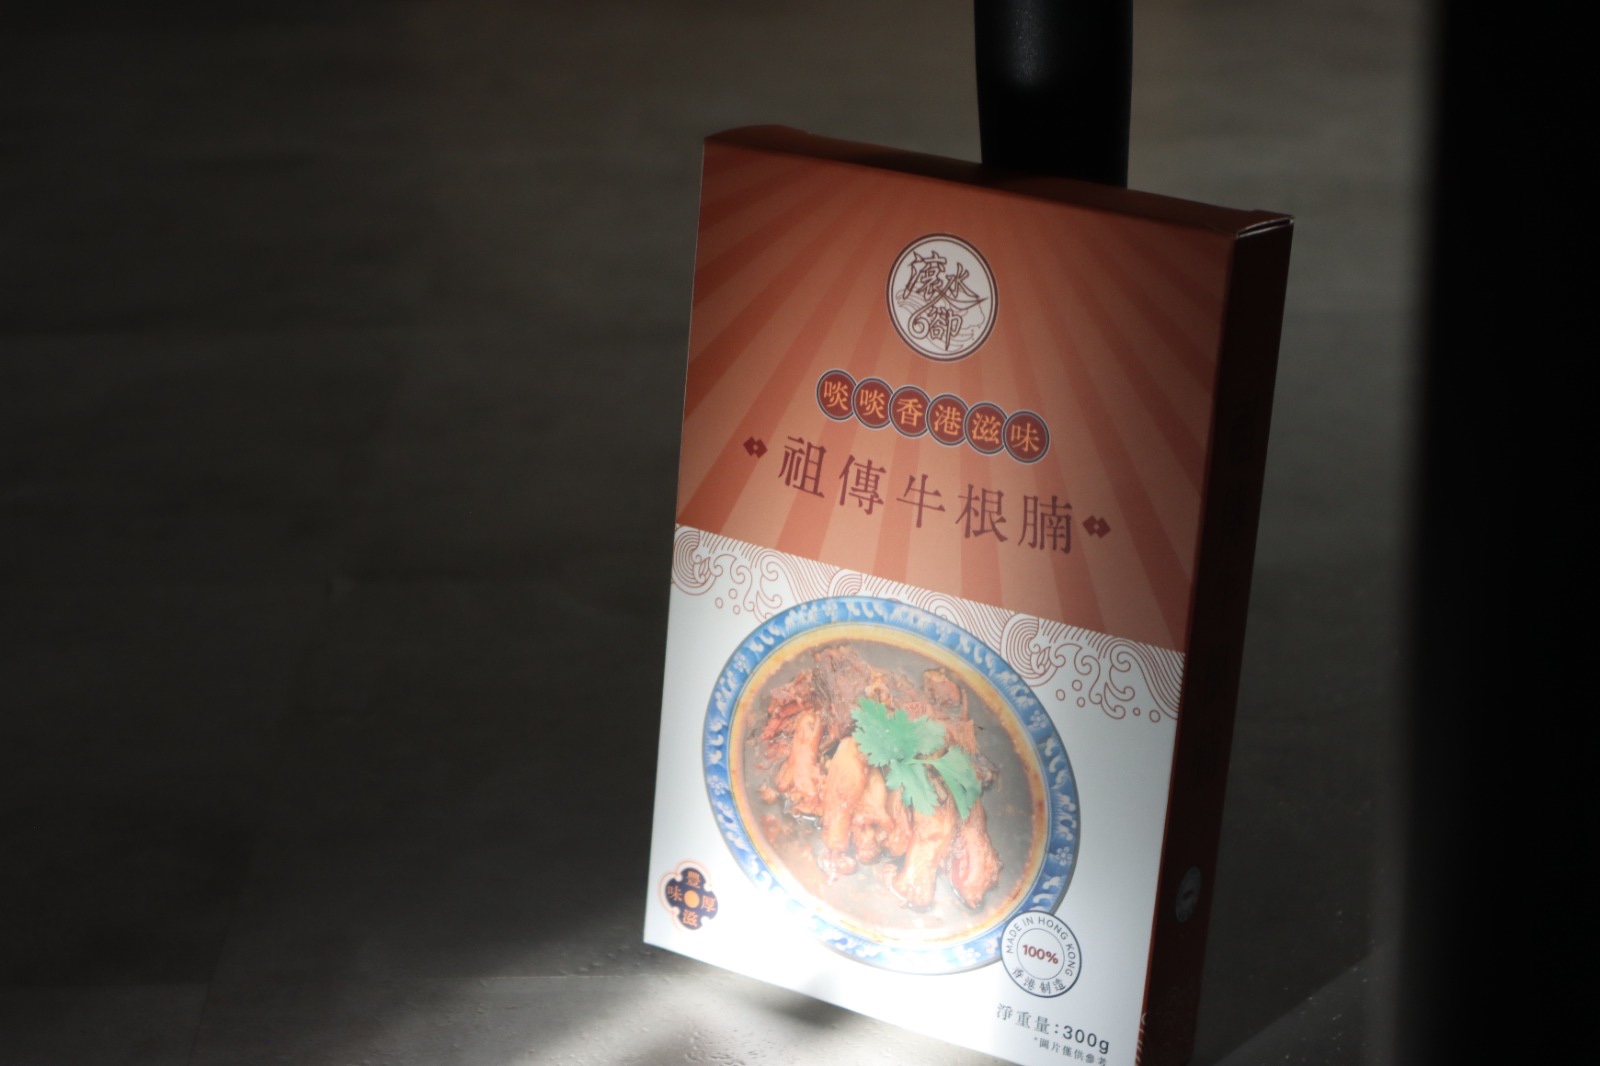 滾水
卻
啖啖香港滋味
祖傳牛根腩
豐厚滋味
MADE IN HONG KONG
100%
香港制造
淨重量:300g
*圖片僅供參考